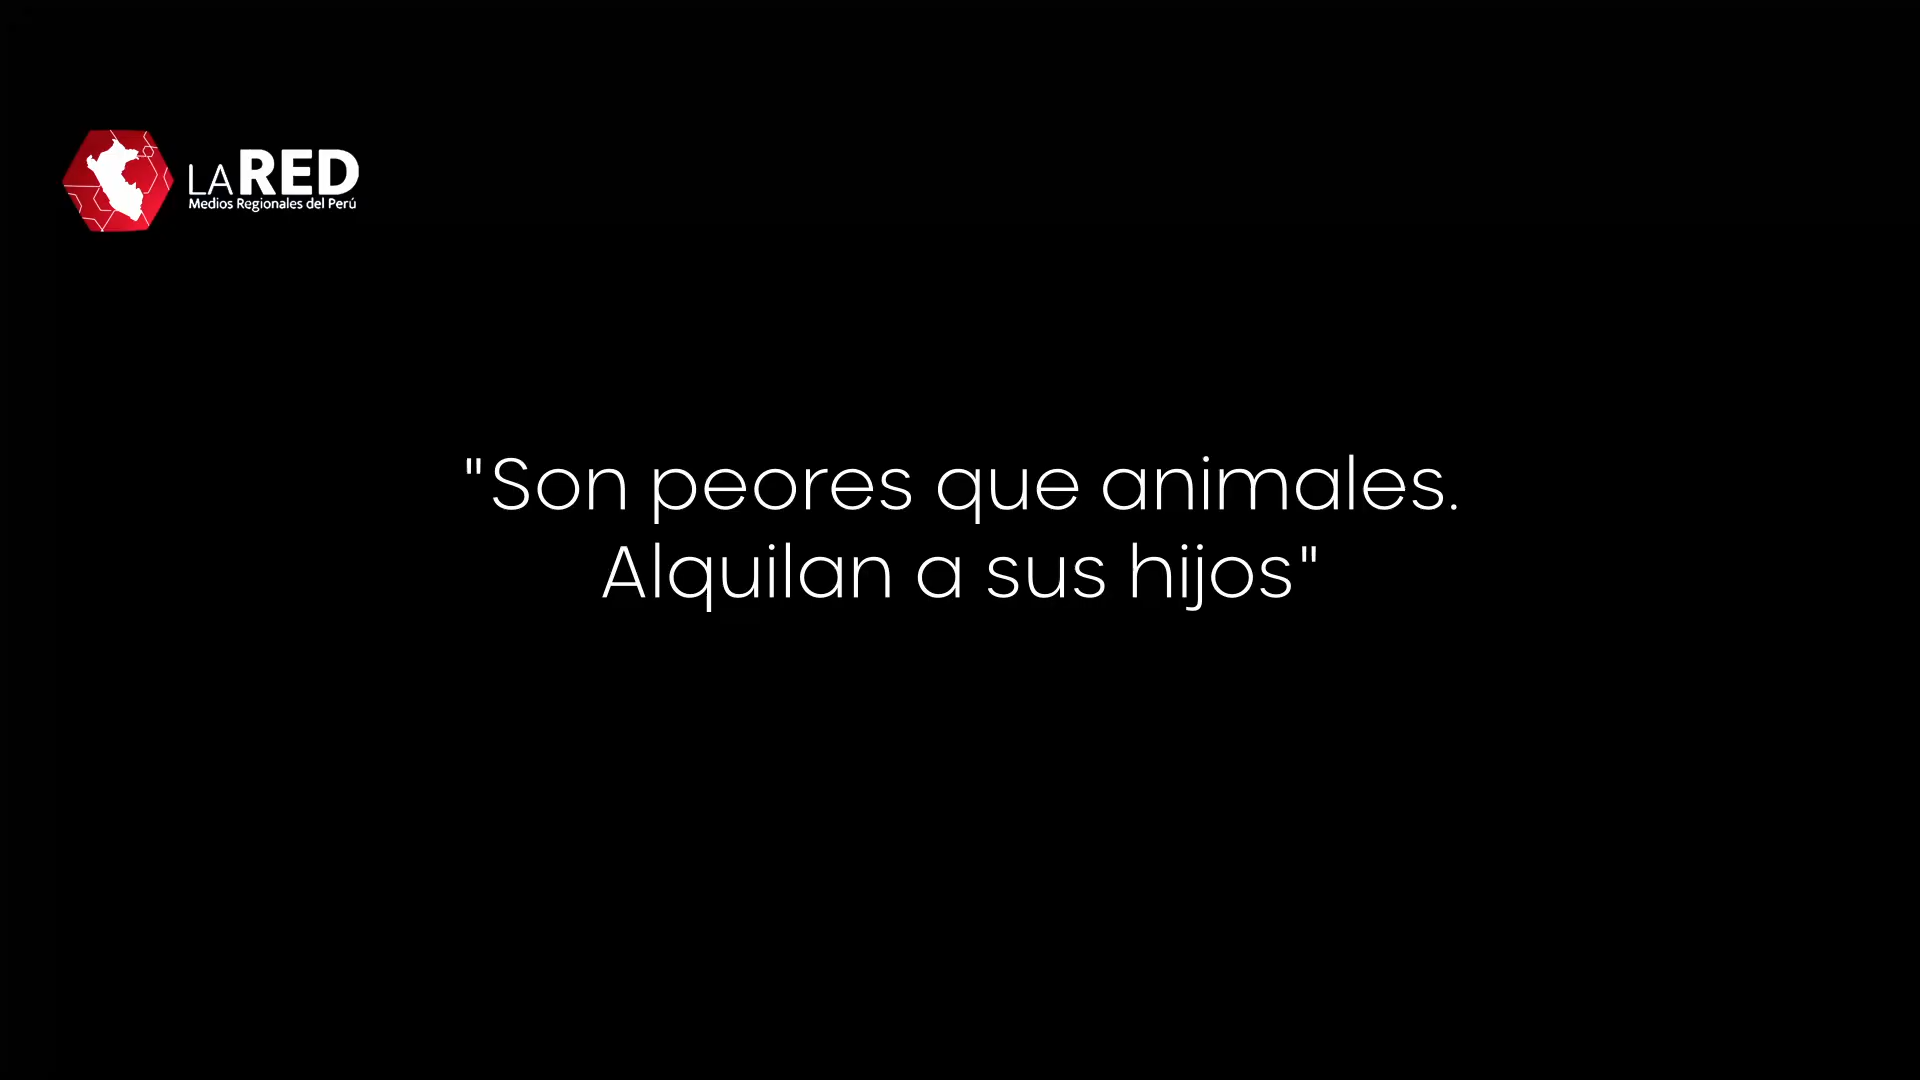 LA RED
Medios Regionales del Perú
"Son peores que animales.
Alquilan a sus hijos"